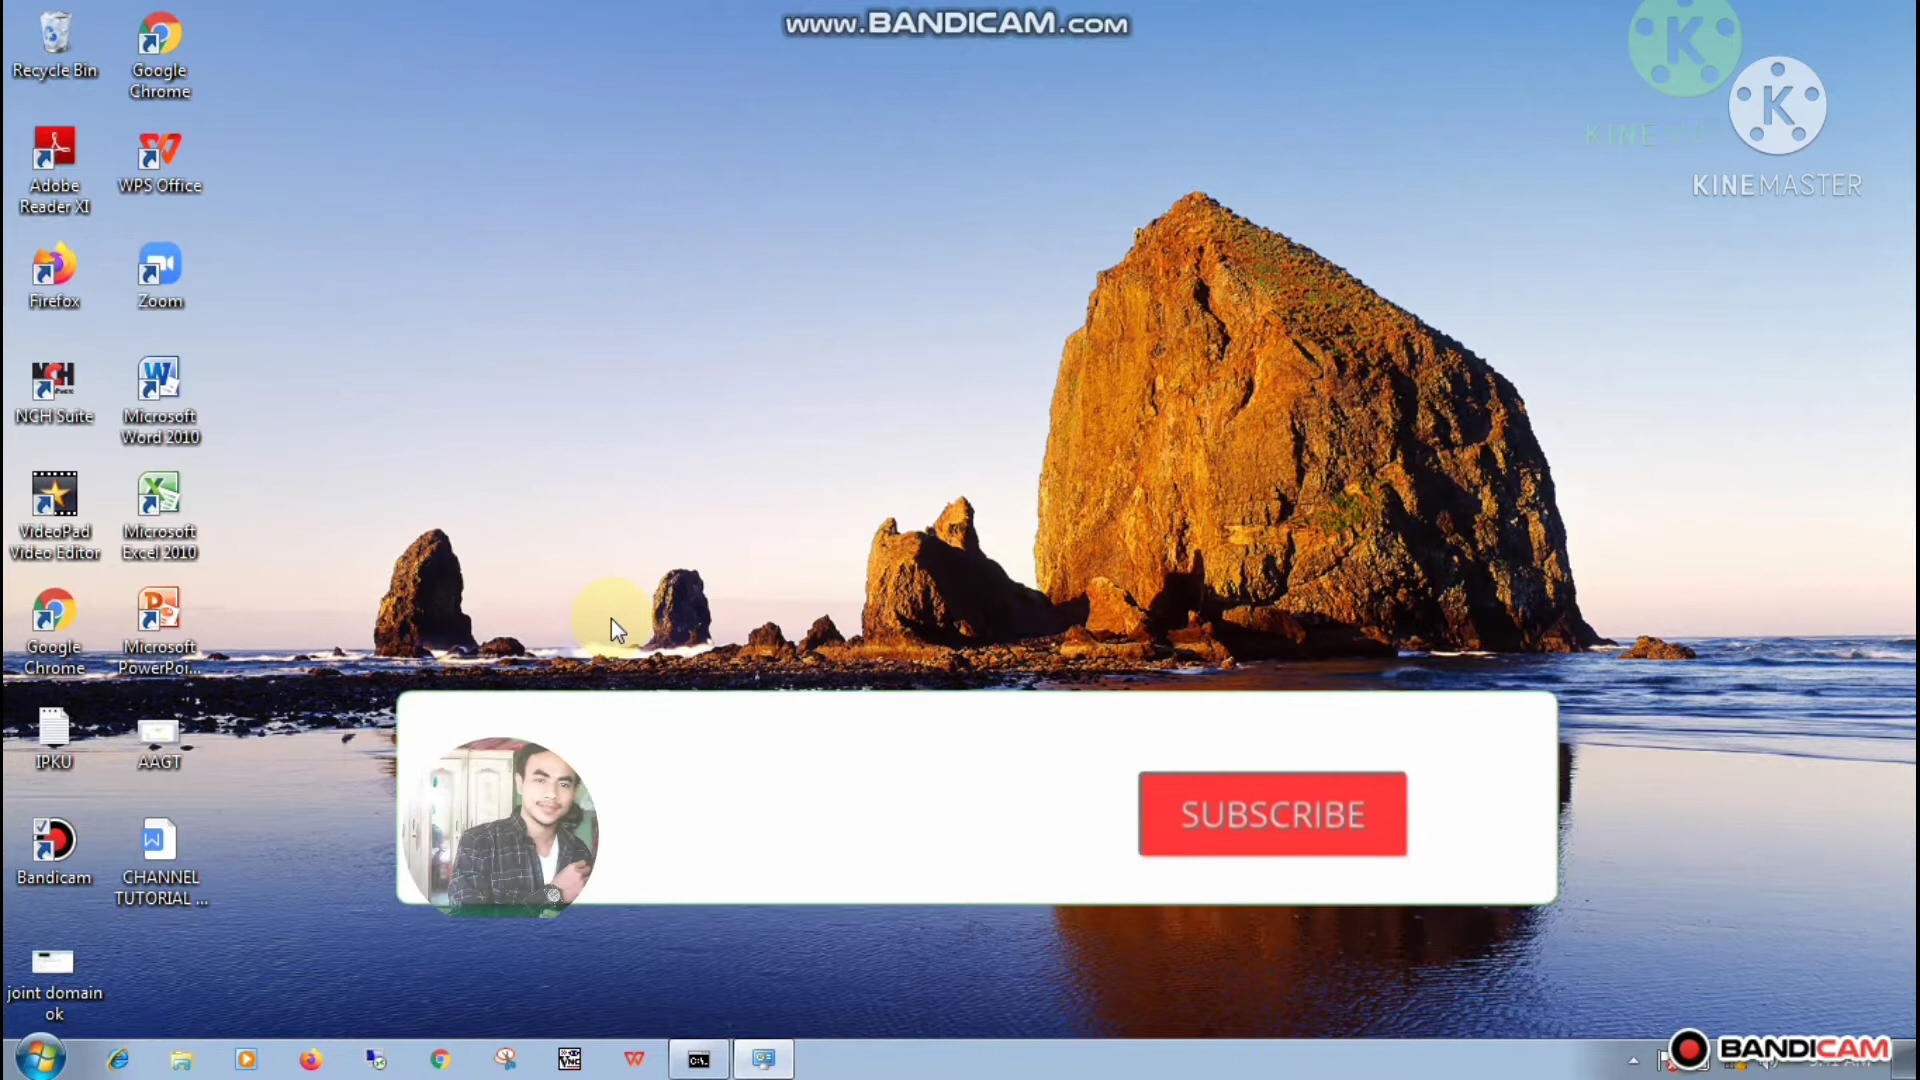 www.BANDICAM.com
KINEMA
KINEMASTER
Recycle Bin
Google
Chrome
Adobe
Reader XI
WPS Office
Firefox
Zoom
NCH Suite
Microsoft
Word 2010
VideoPad
Video Editor
Microsoft
Excel 2010
Google
Chrome
Microsoft
PowerPoi...
IPKU
AAGT
Bandicam
CHANNEL
TUTORIAL ...
joint domain
ok
SUBSCRIBE
BANDICAM